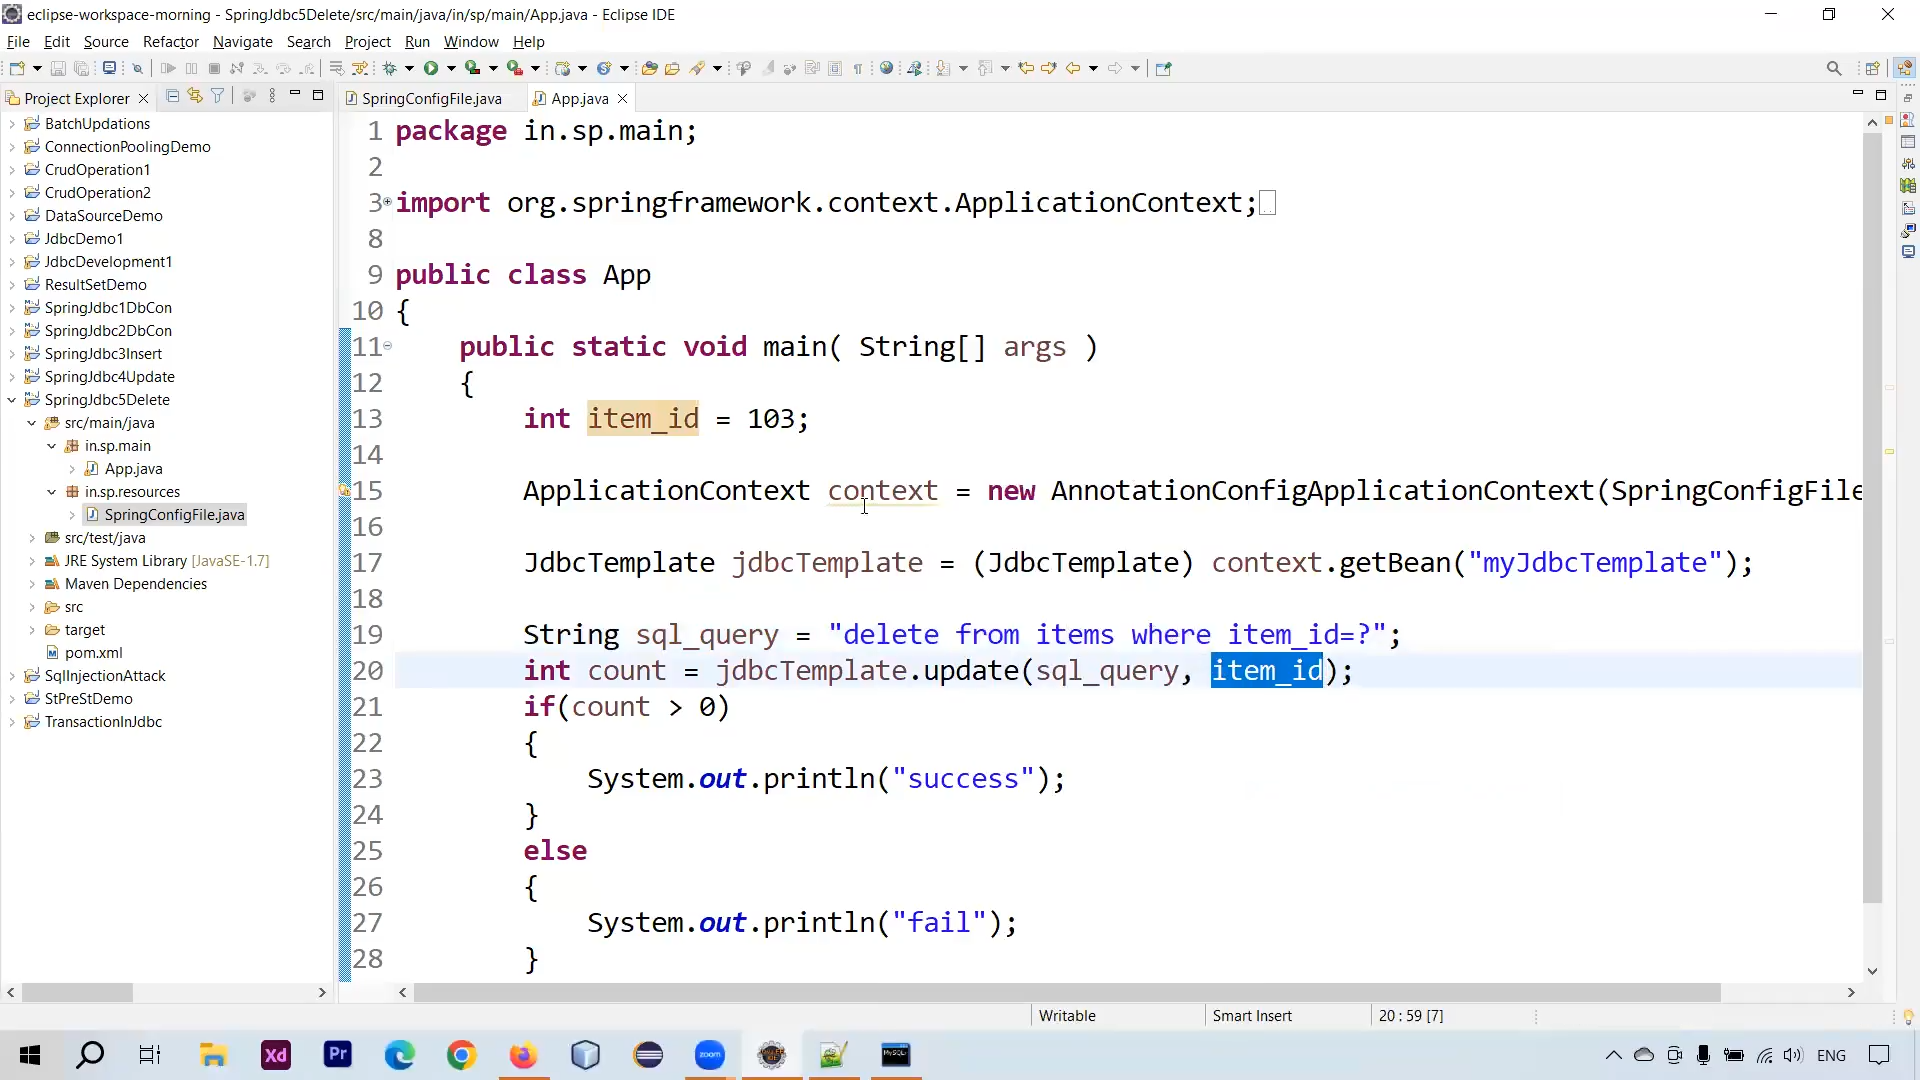 eclipse-workspace-morning - SpringJdbc5Delete/src/main/java/in/sp/main/App.java - Eclipse IDE
File Edit Source Refactor Navigate Search Project Run Window Help
Project Explorer
SpringConfigFile.java
App.java
BatchUpdations
ConnectionPoolingDemo
CrudOperation1
CrudOperation2
DataSourceDemo
JdbcDemo1
JdbcDevelopment1
ResultSetDemo
SpringJdbc1DbCon
SpringJdbc2DbCon
SpringJdbc3Insert
SpringJdbc4Update
SpringJdbc5Delete
src/main/java
in.sp.main
App.java
in.sp.resources
SpringConfigFile.java
src/test/java
JRE System Library [JavaSE-1.7]
Maven Dependencies
src
target
pom.xml
SqlInjectionAttack
StPreStDemo
TransactionInJdbc
1 package in.sp.main;
2
3 import org.springframework.context.ApplicationContext;
8
9 public class App
10 {
11 public static void main( String[] args )
12 {
13 int item_id = 103;
14
15 ApplicationContext context = new AnnotationConfigApplicationContext(SpringConfigFile
16
17 JdbcTemplate jdbcTemplate = (JdbcTemplate) context.getBean("myJdbcTemplate");
18
19 String sql_query = "delete from items where item_id=?";
20 int count = jdbcTemplate.update(sql_query, item_id);
21 if(count > 0)
22 {
23 System.out.println("success");
24 }
25 else
26 {
27 System.out.println("fail");
28 }
Writable Smart Insert 20 : 59 [7]
Xd Pr zoom MySQL ENG